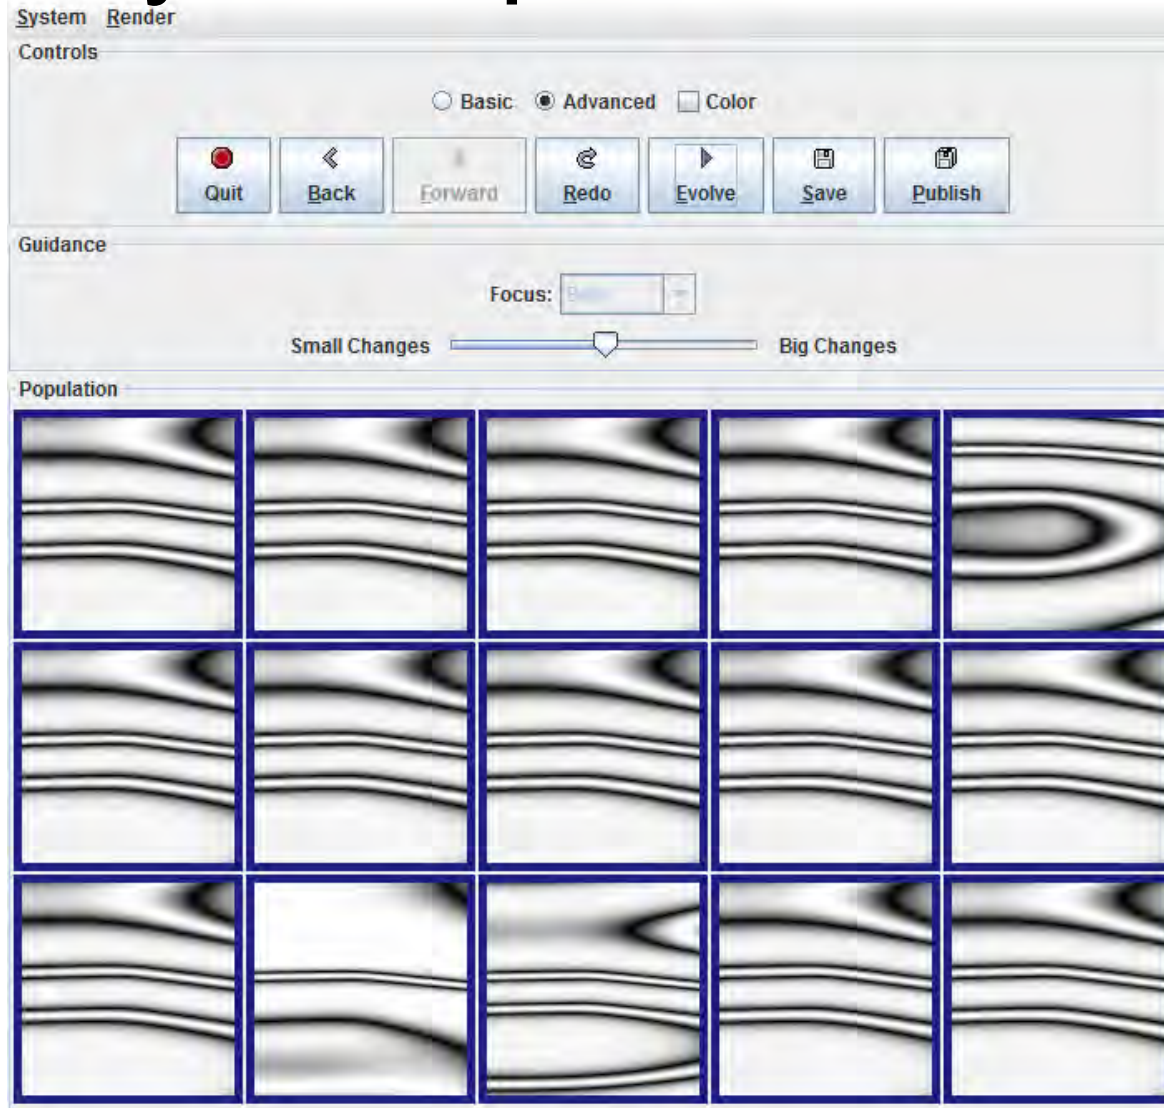 System Render
Controls
Basic Advanced Color
Quit Back Forward Redo Evolve Save Publish
Guidance
Focus:
Small Changes Big Changes
Population